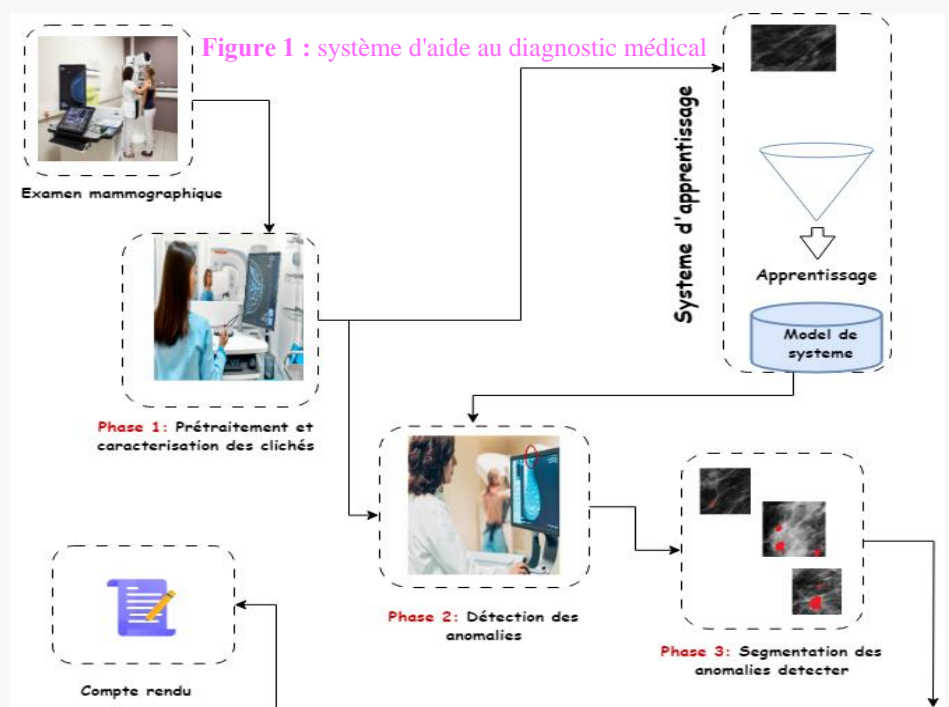 Figure 1 : système d'aide au diagnostic médical
Examen mammographique
Systeme d'apprentissage
Apprentissage
Model de
systeme
Phase 1: Prétraitement et
caracterisation des clichés
Phase 2: Détection des
anomalies
Phase 3: Segmentation des
anomalies detecter
Compte rendu